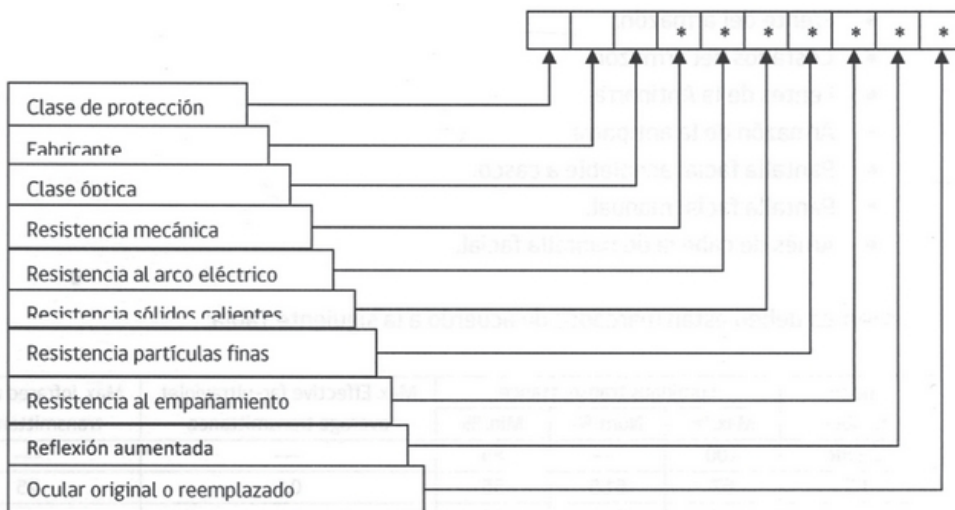 * * * * * * *
Clase de protección
Fabricante
Clase óptica
Resistencia mecánica
Resistencia al arco eléctrico
Resistencia sólidos calientes
Resistencia partículas finas
Resistencia al empañamiento
Reflexión aumentada
Ocular original o reemplazado